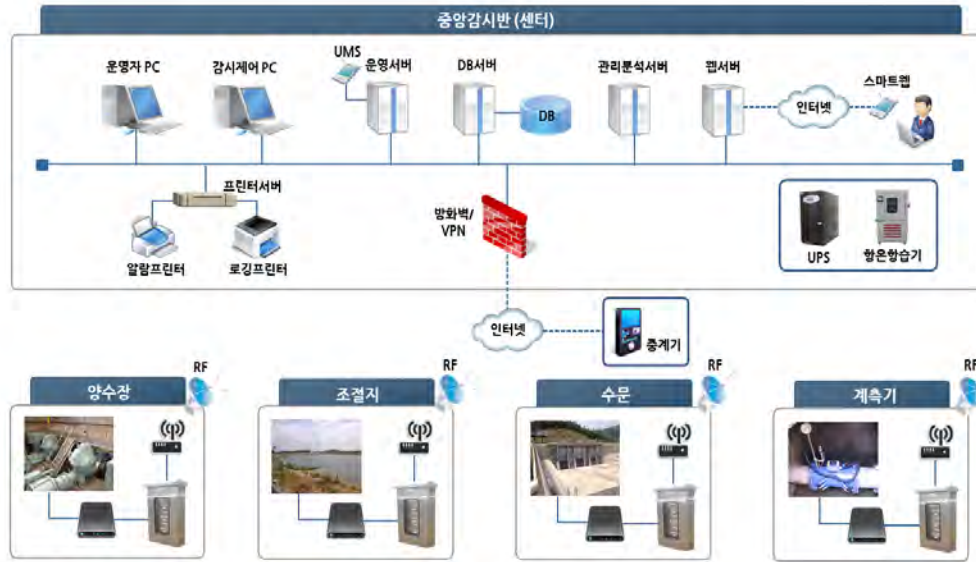 중앙감시반 (센터)
운영자 PC
감시제어 PC
UMS
운영서버
DB서버
DB
관리분석서버
웹서버
인터넷
스마트웹
프린터서버
알람프린터
로깅프린터
방화벽/
VPN
UPS
항온항습기
인터넷
중계기
RF
양수장
RF
조절지
RF
수문
RF
계측기